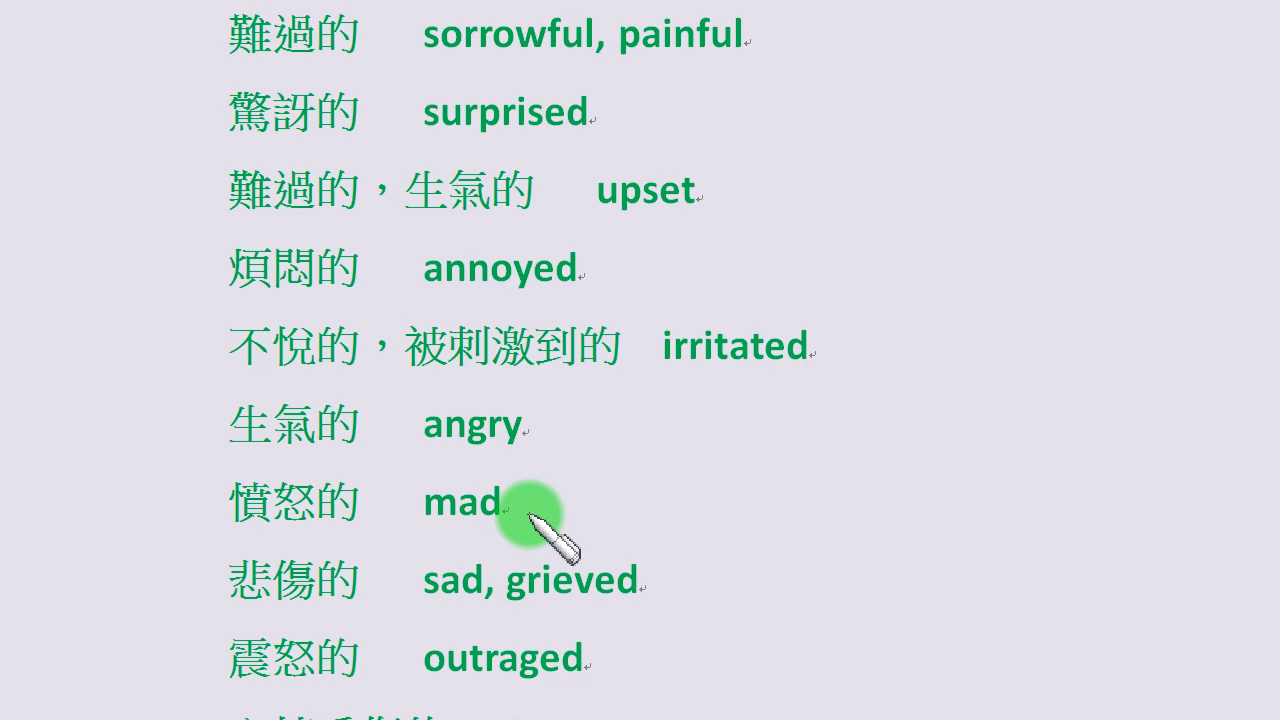 難過的 sorrowful, painful
驚訝的 surprised
難過的，生氣的 upset
煩悶的 annoyed
不悅的，被刺激到的 irritated
生氣的 angry
憤怒的 mad
悲傷的 sad, grieved
震怒的 outraged